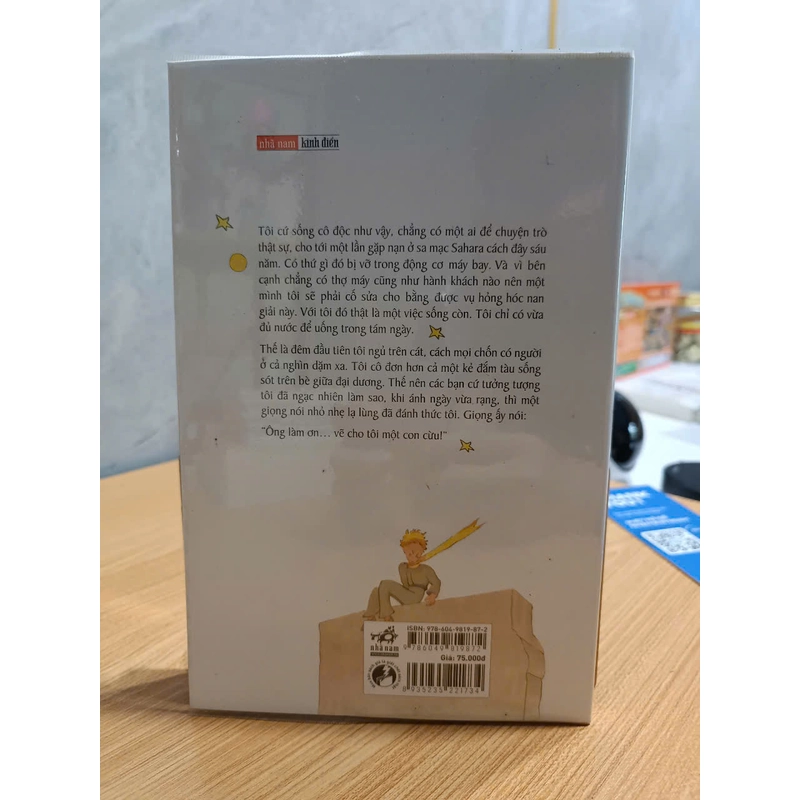 nhã nam kinh điển
Tôi cứ sống cô độc như vậy, chẳng có một ai để chuyện trò
thật sự, cho tới một lần gặp nạn ở sa mạc Sahara cách đây sáu
năm. Có thứ gì đó bị vỡ trong động cơ máy bay. Và vì bên
cạnh chẳng có thợ máy cũng như hành khách nào nên một
mình tôi sẽ phải cố sửa cho bằng được vụ hỏng hóc nan
giải này. Với tôi đó thật là một việc sống còn. Tôi chỉ có vừa
đủ nước để uống trong tám ngày.
Thế là đêm đầu tiên tôi ngủ trên cát, cách mọi chốn có người
ở cả nghìn dặm xa. Tôi cô đơn hơn cả một kẻ đắm tàu sống
sót trên bè giữa đại dương. Thế nên các bạn cứ tưởng tượng
tôi đã ngạc nhiên làm sao, khi ánh ngày vừa rạng, thì một
giọng nói nhỏ nhẹ lạ lùng đã đánh thức tôi. Giọng ấy nói:
"Ông làm ơn... vẽ cho tôi một con cừu!"
ISBN: 978-604-9819-87-2
9 786049 819872
nhã nam
Giá: 75.000đ
8 935235 221734